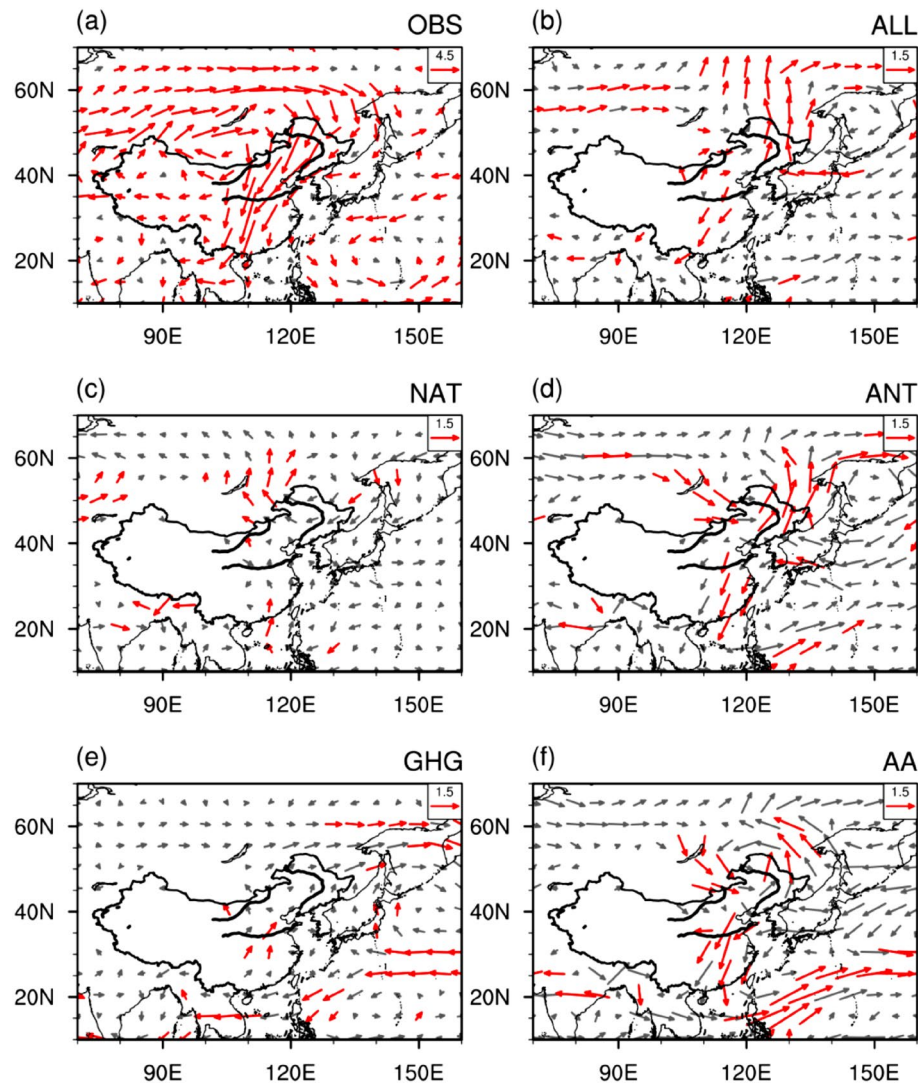 (a) OBS (b) ALL
4.5 1.5
60N 60N
40N 40N
20N 20N
90E 120E 150E 90E 120E 150E
(c) NAT (d) ANT
1.5 1.5
60N 60N
40N 40N
20N 20N
90E 120E 150E 90E 120E 150E
(e) GHG (f) AA
1.5 1.5
60N 60N
40N 40N
20N 20N
90E 120E 150E 90E 120E 150E